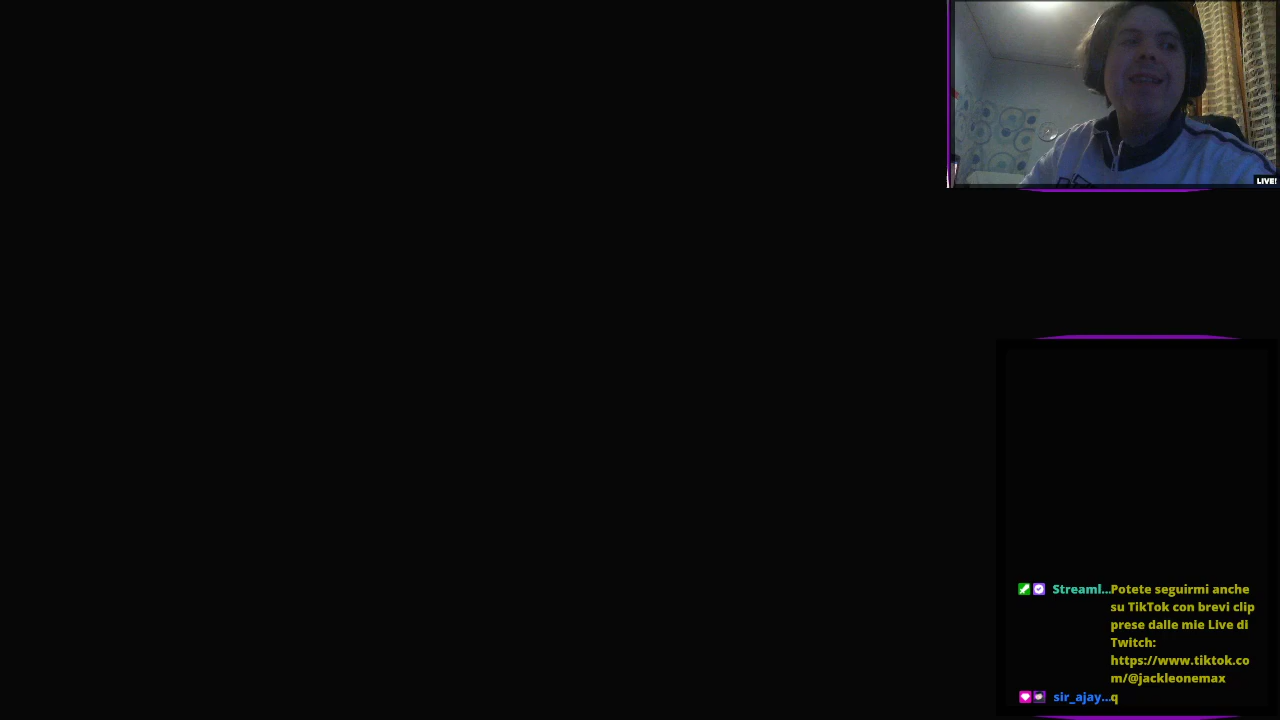 LIVE!
Streaml...Potete seguirmi anche
su TikTok con brevi clip
prese dalle mie Live di
Twitch:
https://www.tiktok.co
m/@jackleonemax
sir_ajay...q